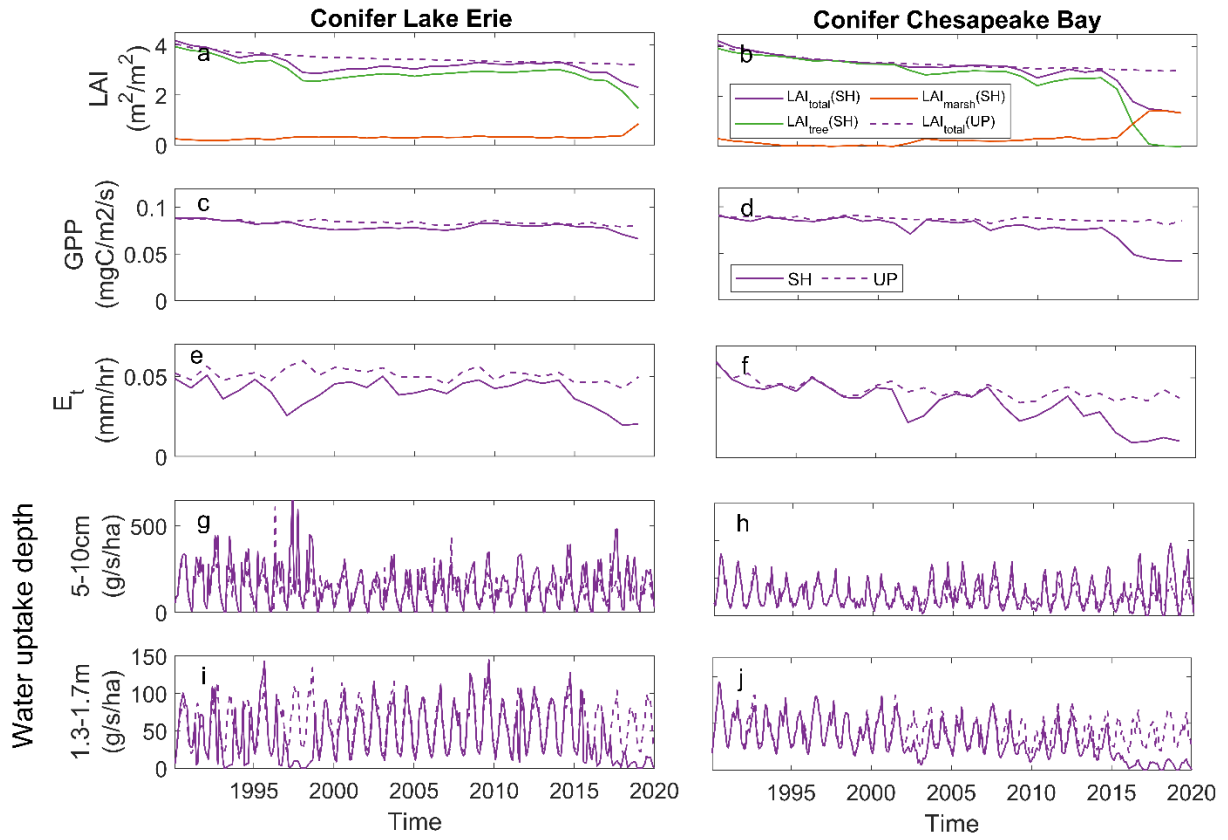 Conifer Lake Erie
Conifer Chesapeake Bay
LAI
(m²/m²)
4
2
0
a
b
LAItotal(SH)
LAImarsh(SH)
LAItree(SH)
LAItotal(UP)
GPP
(mgC/m2/s)
0.1
0.05
0
c
d
SH
UP
Et
(mm/hr)
0.05
0
e
f
Water uptake depth
5-10cm
(g/s/ha)
500
0
g
h
1.3-1.7m
(g/s/ha)
150
100
50
0
i
j
1995 2000 2005 2010 2015 2020
1995 2000 2005 2010 2015 2020
Time
Time